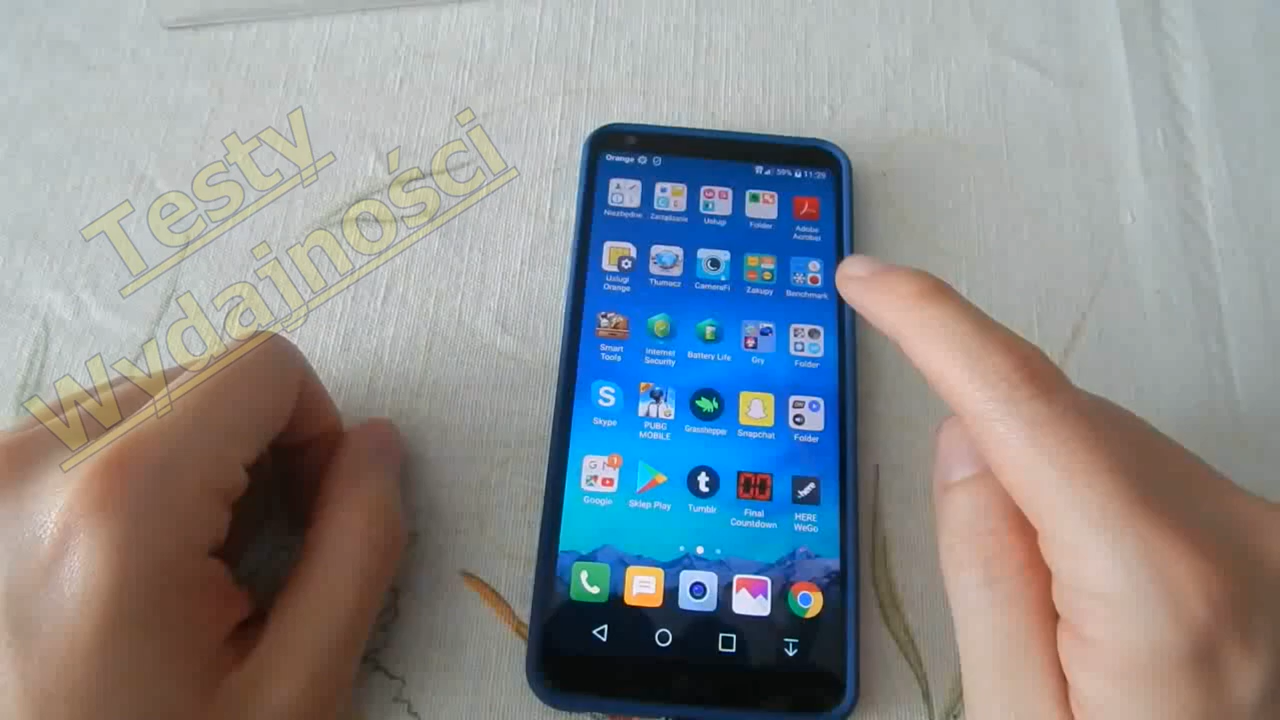 Testy
Wydajności
Orange
59% 11:29
Niezbędne Zarządzanie Usługi Folder Adobe Acrobat
Usługi Orange Tłumacz CameraFi Zakupy Benchmark
Smart Tools Internet Security Battery Life Gry Folder
Skype PUBG MOBILE Grasshopper Snapchat Folder
Google Sklep Play Tumblr Final Countdown HERE WeGo